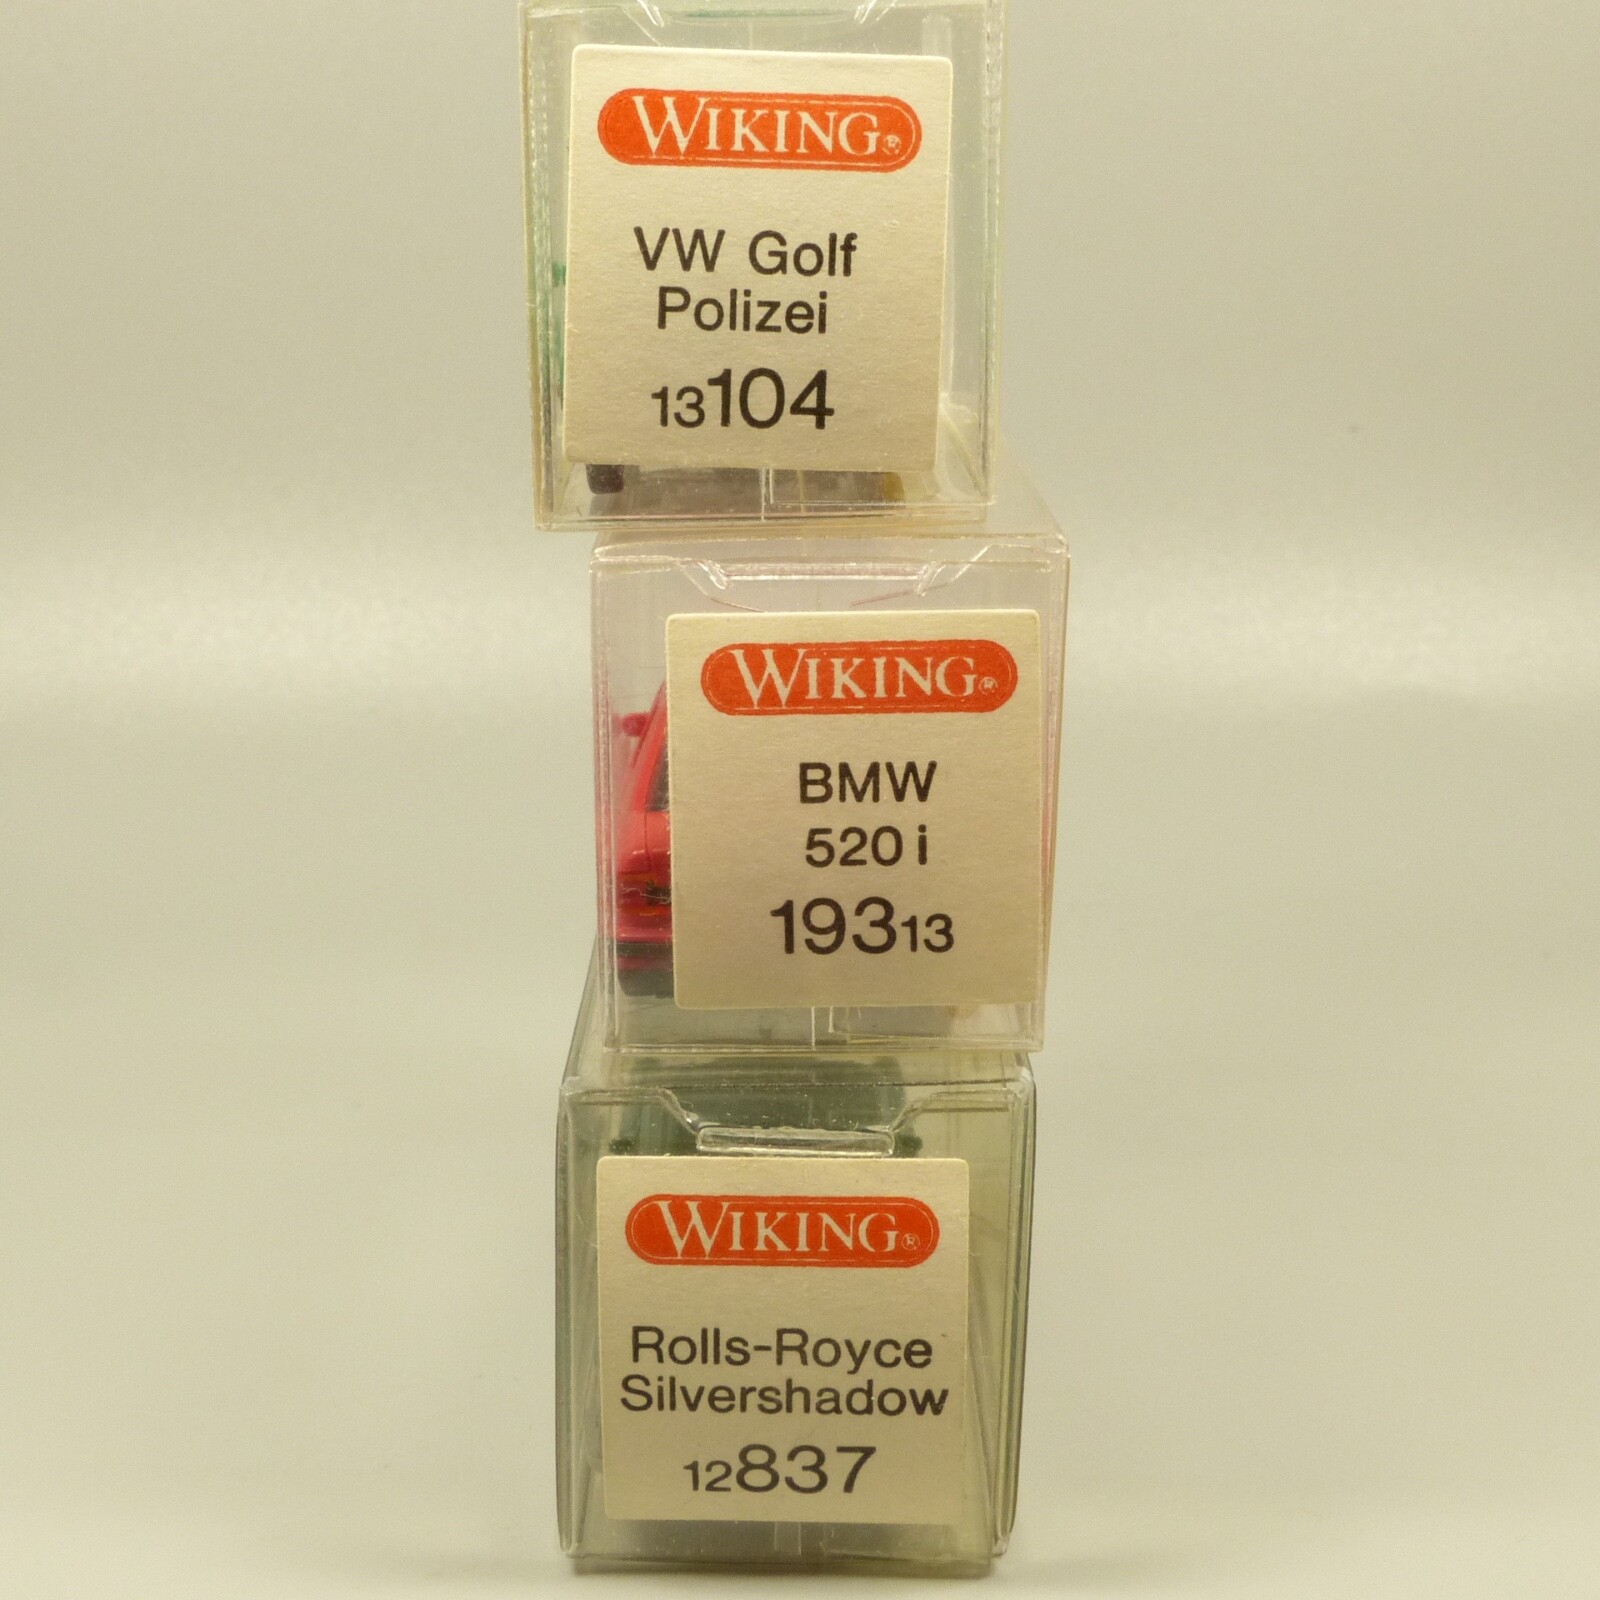 WIKING®
VW Golf
Polizei
13104
WIKING®
BMW
520 i
19313
WIKING®
Rolls-Royce
Silvershadow
12837